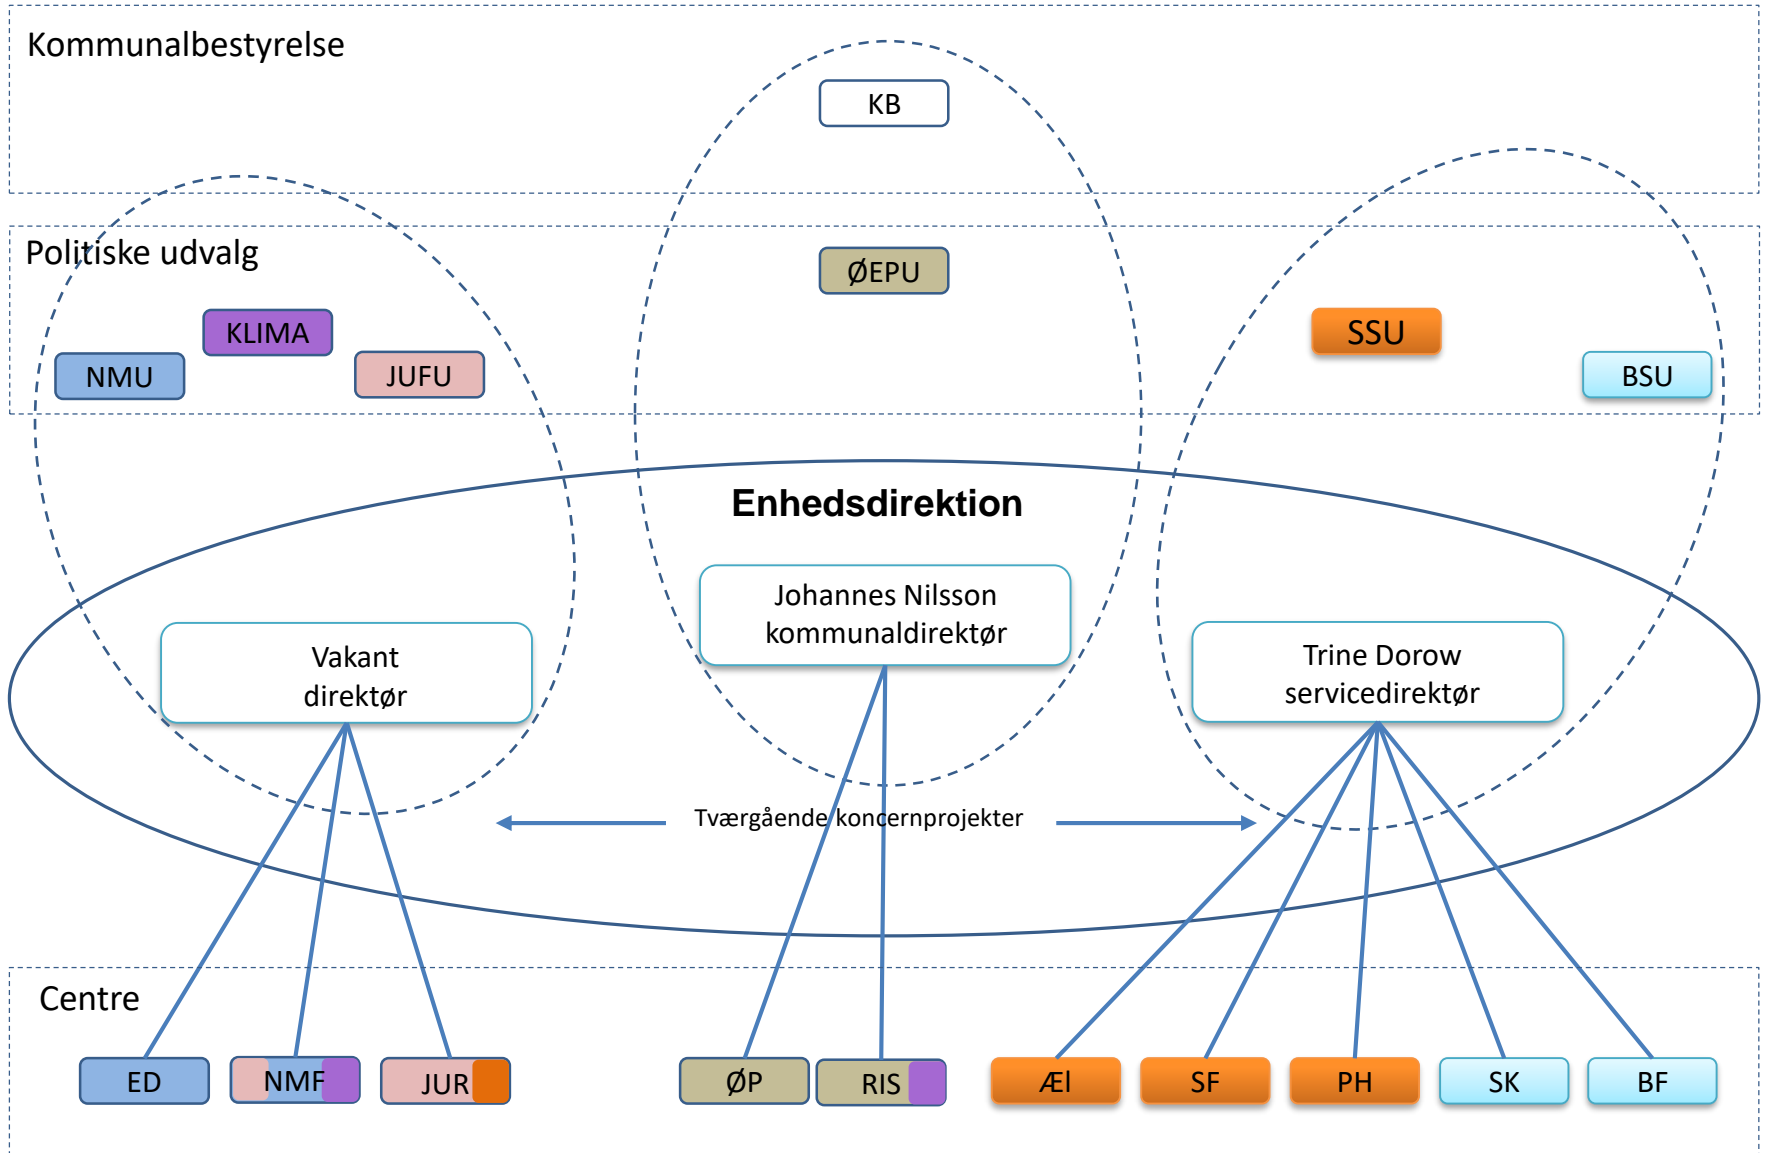 Kommunalbestyrelse
KB
Politiske udvalg
ØEPU
KLIMA
SSU
NMU
JUFU
BSU
Enhedsdirektion
Johannes Nilsson
kommunaldirektør
Vakant
direktør
Trine Dorow
servicedirektør
Tværgående koncernprojekter
Centre
ED
NMF
JUR
ØP
RIS
Æl
SF
PH
SK
BF